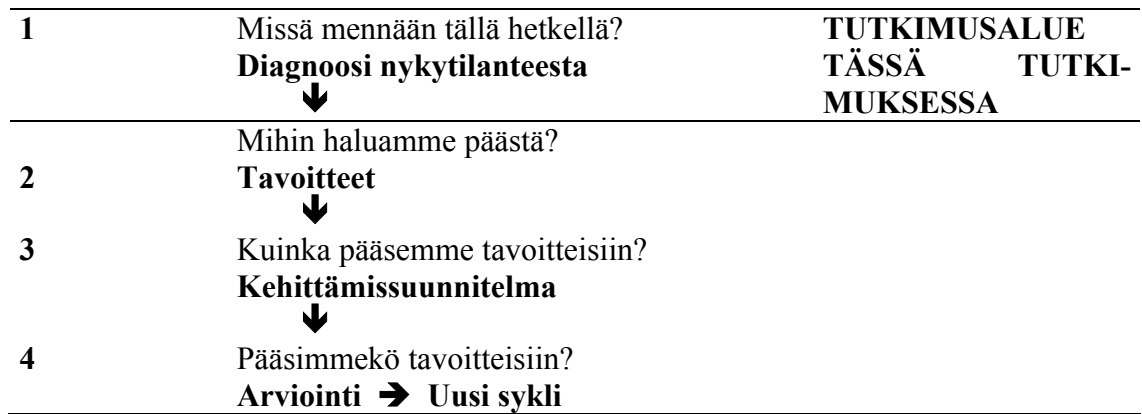 1 Missä mennään tällä hetkellä? TUTKIMUSALUE
Diagnoosi nykytilanteesta TÄSSÄ TUTKI-
🡻 MUKSESSA
Mihin haluamme päästä?
2 Tavoitteet
🡻
3 Kuinka pääsemme tavoitteisiin?
Kehittämissuunnitelma
🡻
4 Pääsimmekö tavoitteisiin?
Arviointi ➔ Uusi sykli